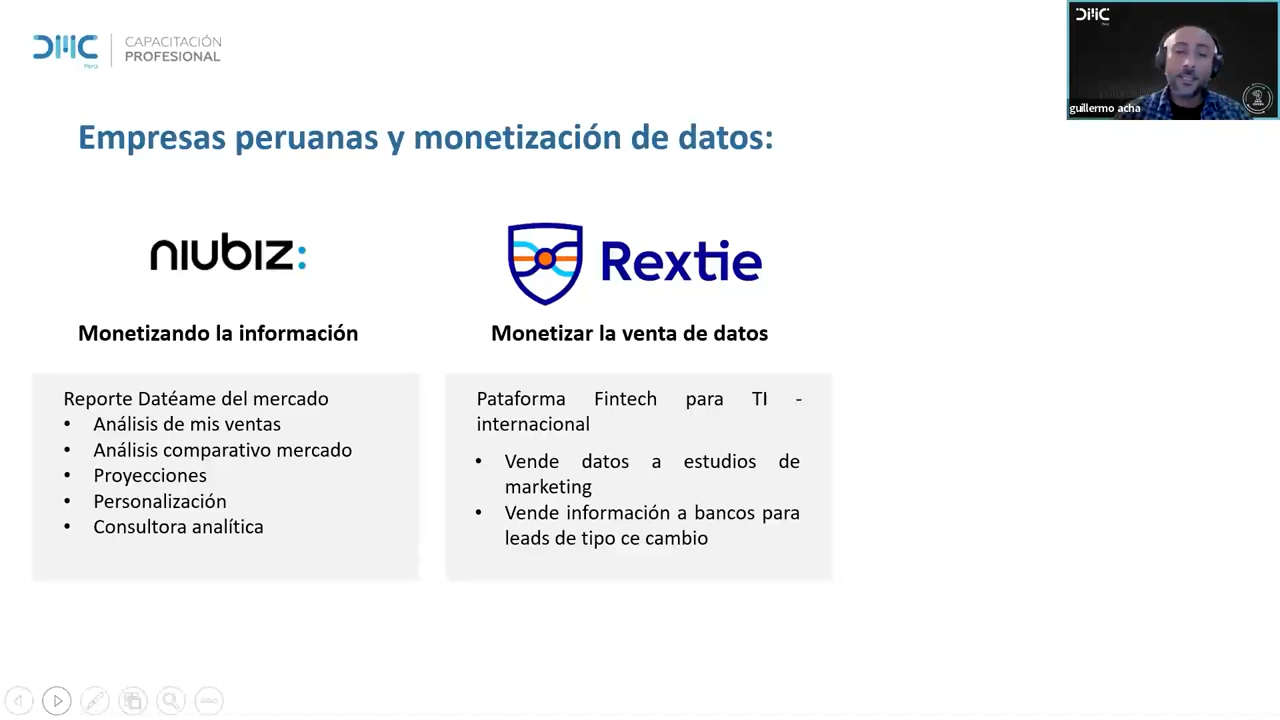 DMC
Perú
CAPACITACIÓN
PROFESIONAL
DMC
guillermo acha
Empresas peruanas y monetización de datos:
niubiz:
Rextie
Monetizando la información
Monetizar la venta de datos
Reporte Datéame del mercado
• Análisis de mis ventas
• Análisis comparativo mercado
• Proyecciones
• Personalización
• Consultora analítica
Pataforma Fintech para TI -
internacional
• Vende datos a estudios de
marketing
• Vende información a bancos para
leads de tipo ce cambio